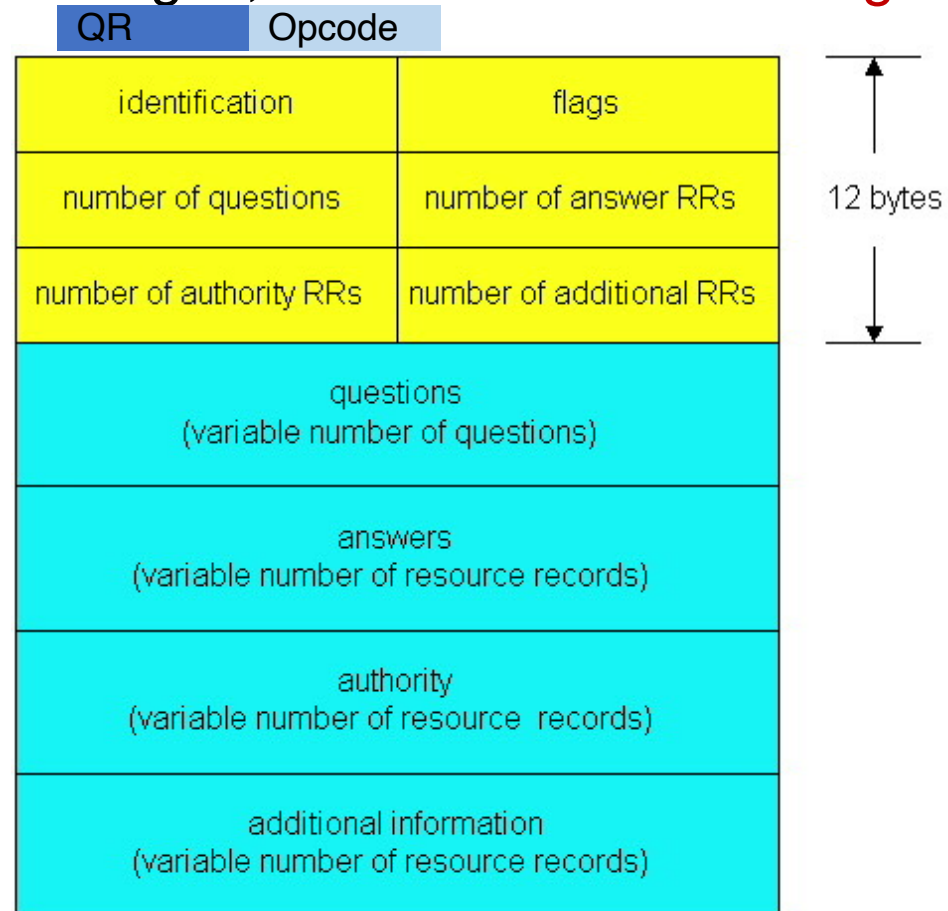 QR Opcode
identification flags
number of questions number of answer RRs
12 bytes
number of authority RRs number of additional RRs
questions
(variable number of questions)
answers
(variable number of resource records)
authority
(variable number of resource records)
additional information
(variable number of resource records)